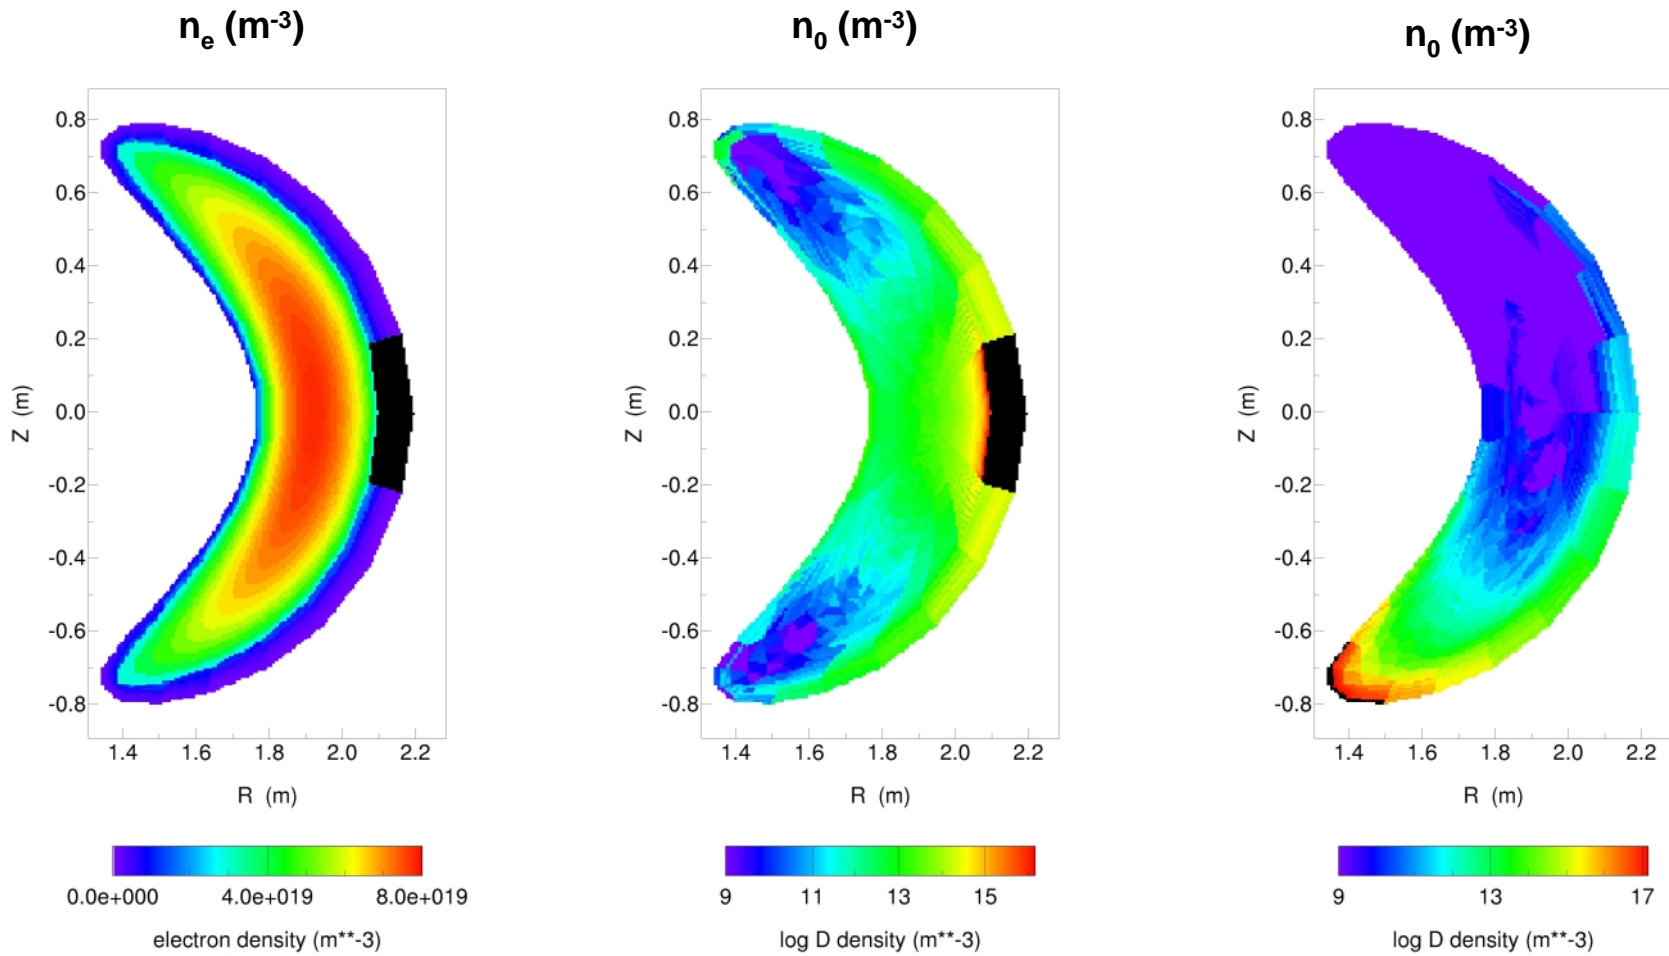 nₑ (m⁻³)
0.8
0.6
0.4
0.2
0.0
-0.2
-0.4
-0.6
-0.8
Z (m)
1.4 1.6 1.8 2.0 2.2
R (m)
0.0e+000 4.0e+019 8.0e+019
electron density (m**-3)
n₀ (m⁻³)
0.8
0.6
0.4
0.2
0.0
-0.2
-0.4
-0.6
-0.8
Z (m)
1.4 1.6 1.8 2.0 2.2
R (m)
9 11 13 15
log D density (m**-3)
n₀ (m⁻³)
0.8
0.6
0.4
0.2
0.0
-0.2
-0.4
-0.6
-0.8
Z (m)
1.4 1.6 1.8 2.0 2.2
R (m)
9 13 17
log D density (m**-3)